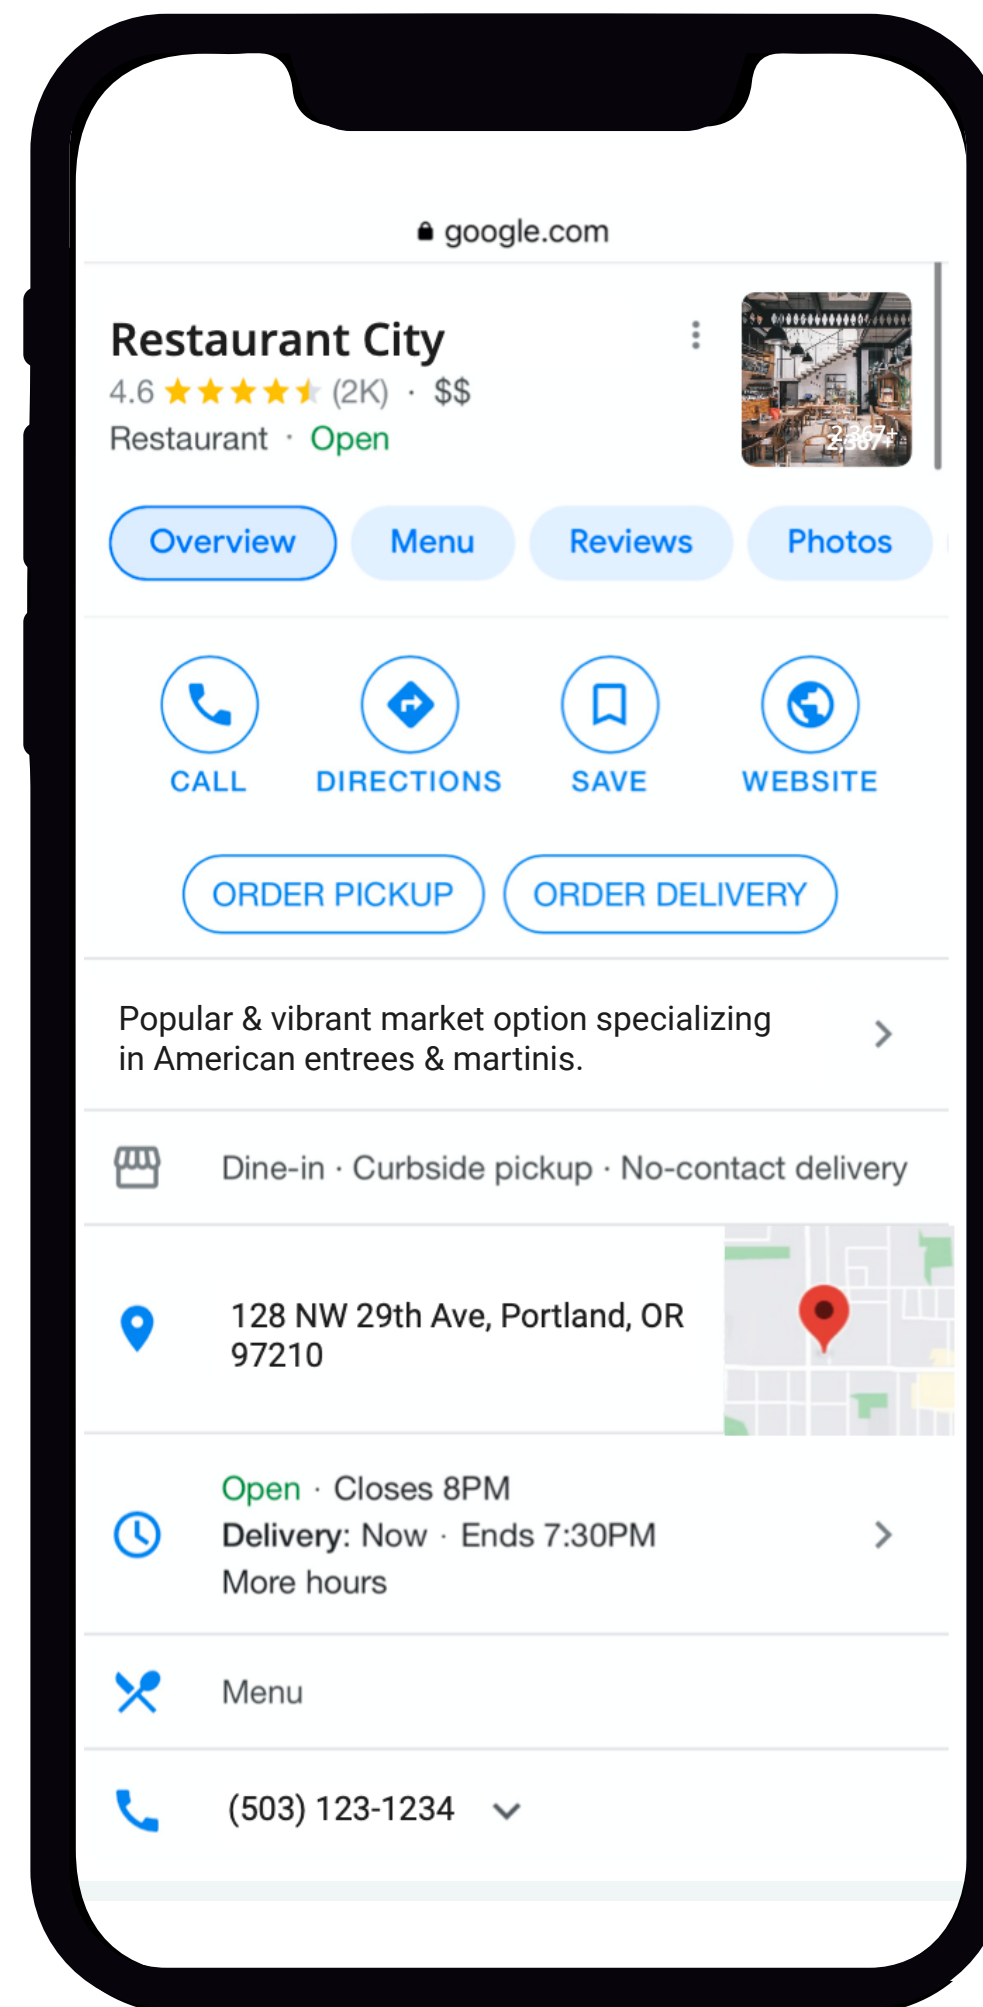 google.com
Restaurant City
4.6 (2K) · $$
Restaurant · Open
2,367+
Overview
Menu
Reviews
Photos
CALL
DIRECTIONS
SAVE
WEBSITE
ORDER PICKUP
ORDER DELIVERY
Popular & vibrant market option specializing
in American entrees & martinis.
Dine-in · Curbside pickup · No-contact delivery
128 NW 29th Ave, Portland, OR
97210
Open · Closes 8PM
Delivery: Now · Ends 7:30PM
More hours
Menu
(503) 123-1234